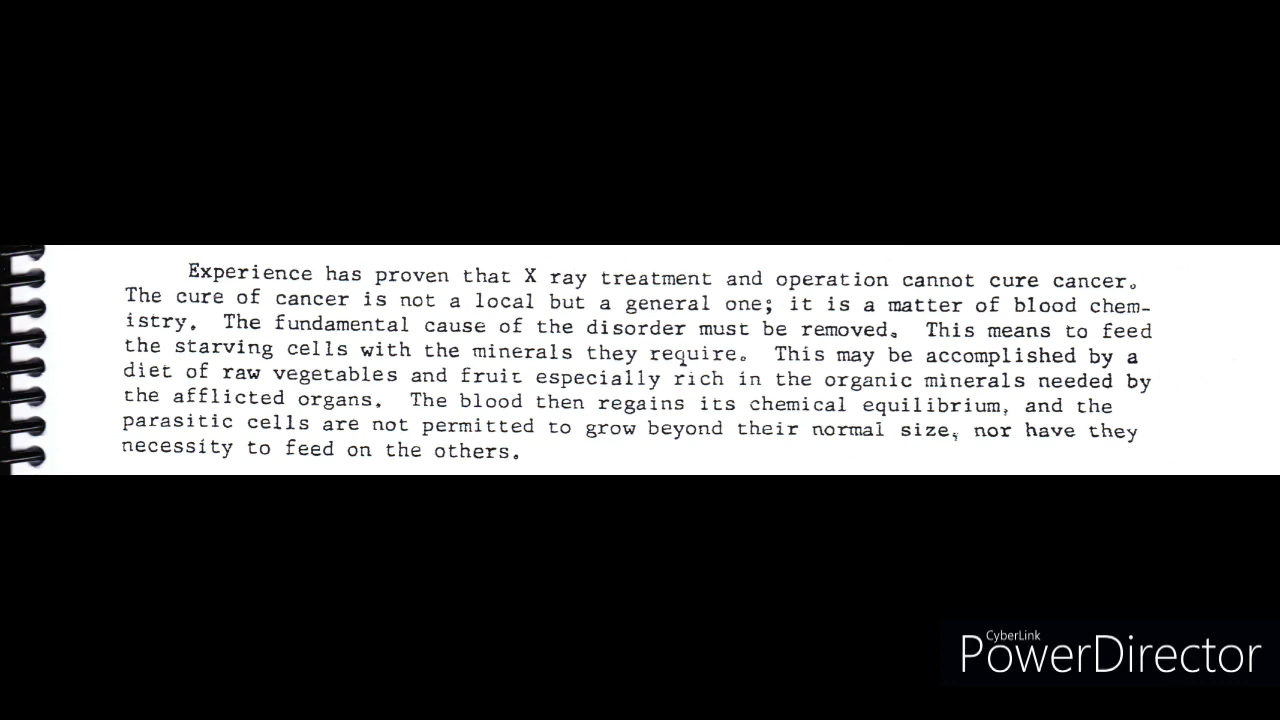 Experience has proven that X ray treatment and operation cannot cure cancer.
The cure of cancer is not a local but a general one; it is a matter of blood chem-
istry. The fundamental cause of the disorder must be removed. This means to feed
the starving cells with the minerals they require. This may be accomplished by a
diet of raw vegetables and fruit especially rich in the organic minerals needed by
the afflicted organs. The blood then regains its chemical equilibrium, and the
parasitic cells are not permitted to grow beyond their normal size, nor have they
necessity to feed on the others.
CyberLink
PowerDirector